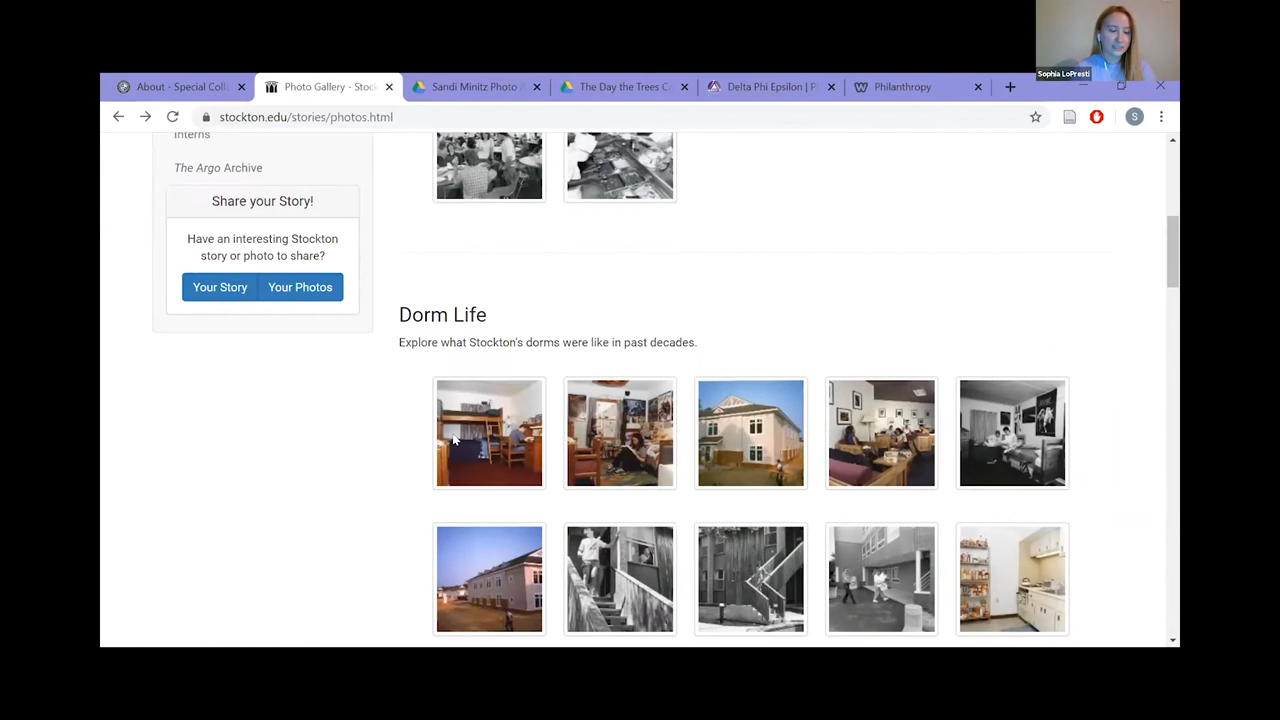 Sophia LoPresti
About - Special Coll
Photo Gallery - Stock
Sandi Minitz Photo
The Day the Trees C
Delta Phi Epsilon | P
Philanthropy
stockton.edu/stories/photos.html
S
Interns
The Argo Archive
Share your Story!
Have an interesting Stockton
story or photo to share?
Your Story
Your Photos
Dorm Life
Explore what Stockton's dorms were like in past decades.